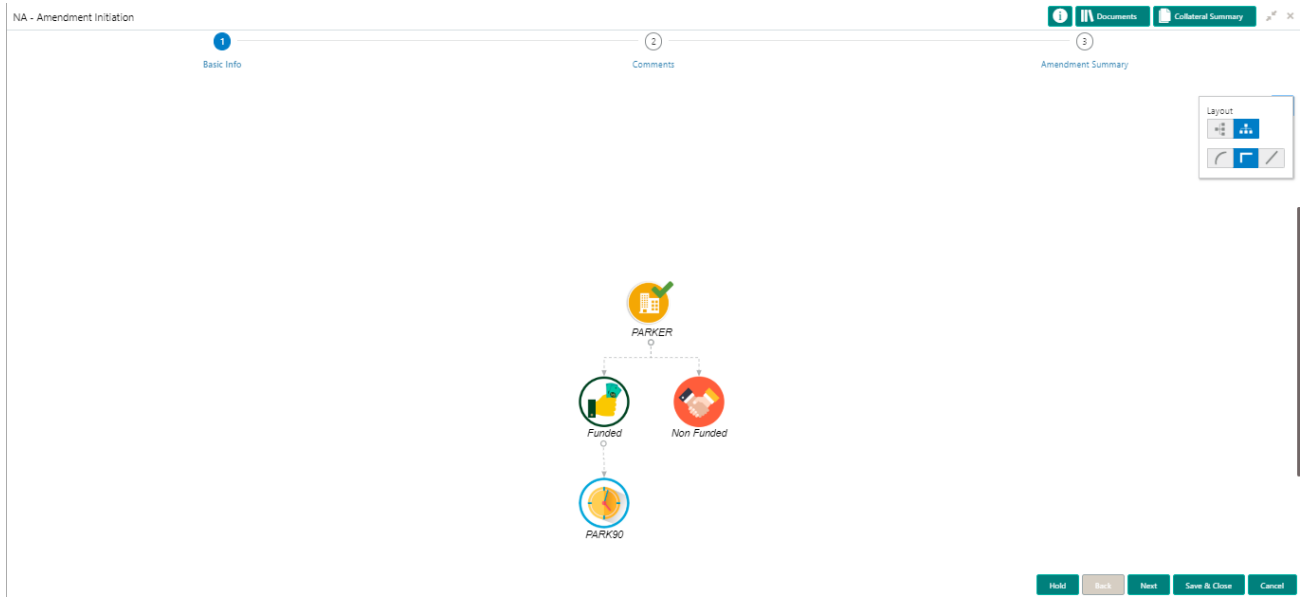 NA - Amendment Initiation
i Documents Collateral Summary
1 2 3
Basic Info Comments Amendment Summary
Layout
PARKER
Funded Non Funded
PARK90
Hold Back Next Save & Close Cancel